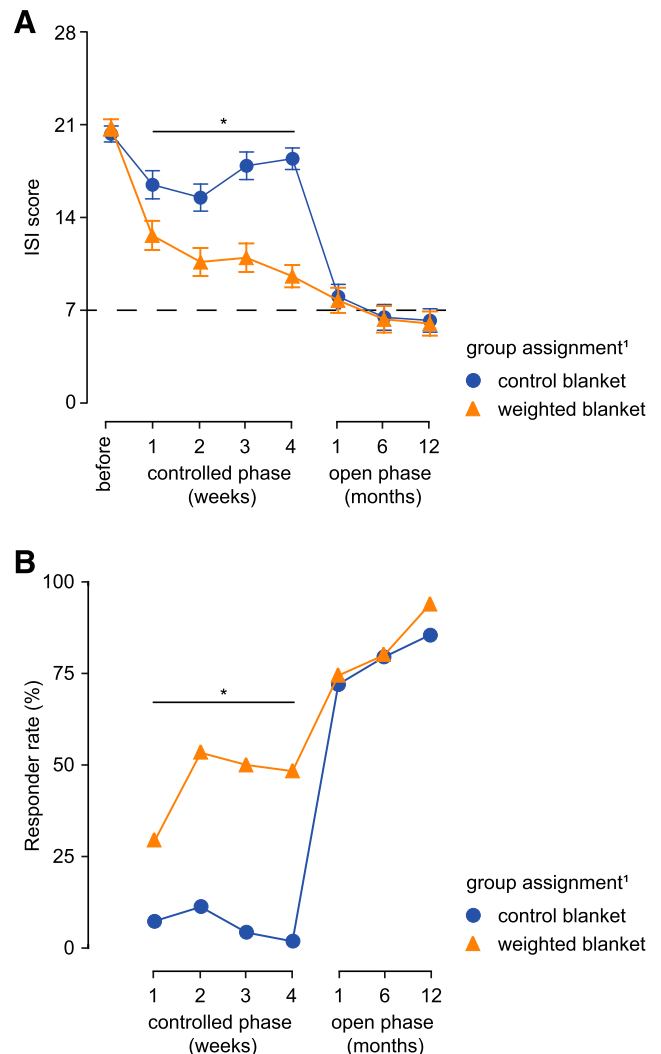 A
28
21
14
7
0
ISI score
*
before
1 2 3 4
controlled phase
(weeks)
1 6 12
open phase
(months)
group assignment¹
control blanket
weighted blanket
B
100
75
50
25
0
Responder rate (%)
*
1 2 3 4
controlled phase
(weeks)
1 6 12
open phase
(months)
group assignment¹
control blanket
weighted blanket